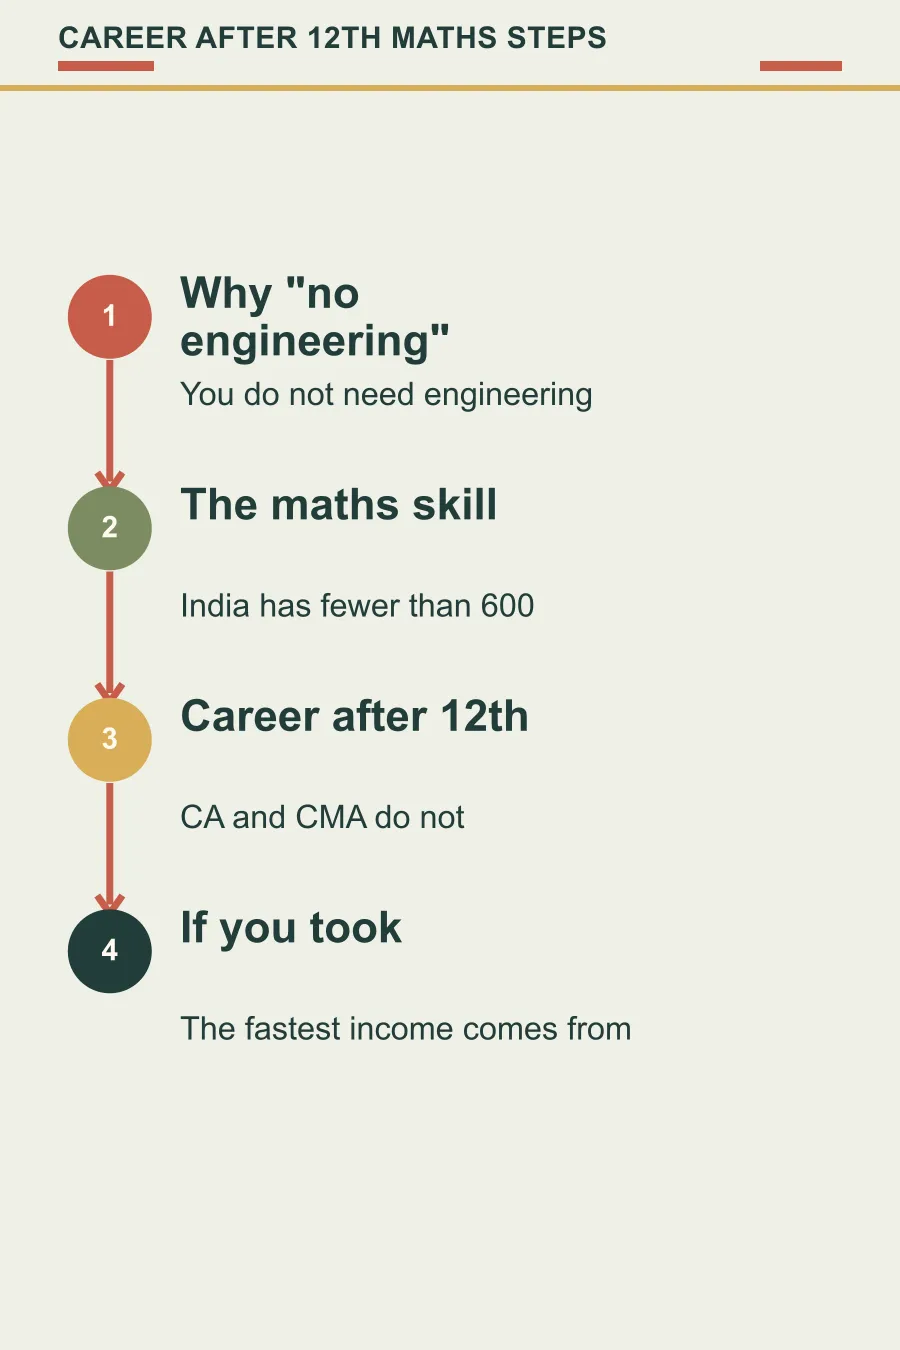 CAREER AFTER 12TH MATHS STEPS
1
Why "no
engineering"
You do not need engineering
2
The maths skill
India has fewer than 600
3
Career after 12th
CA and CMA do not
4
If you took
The fastest income comes from